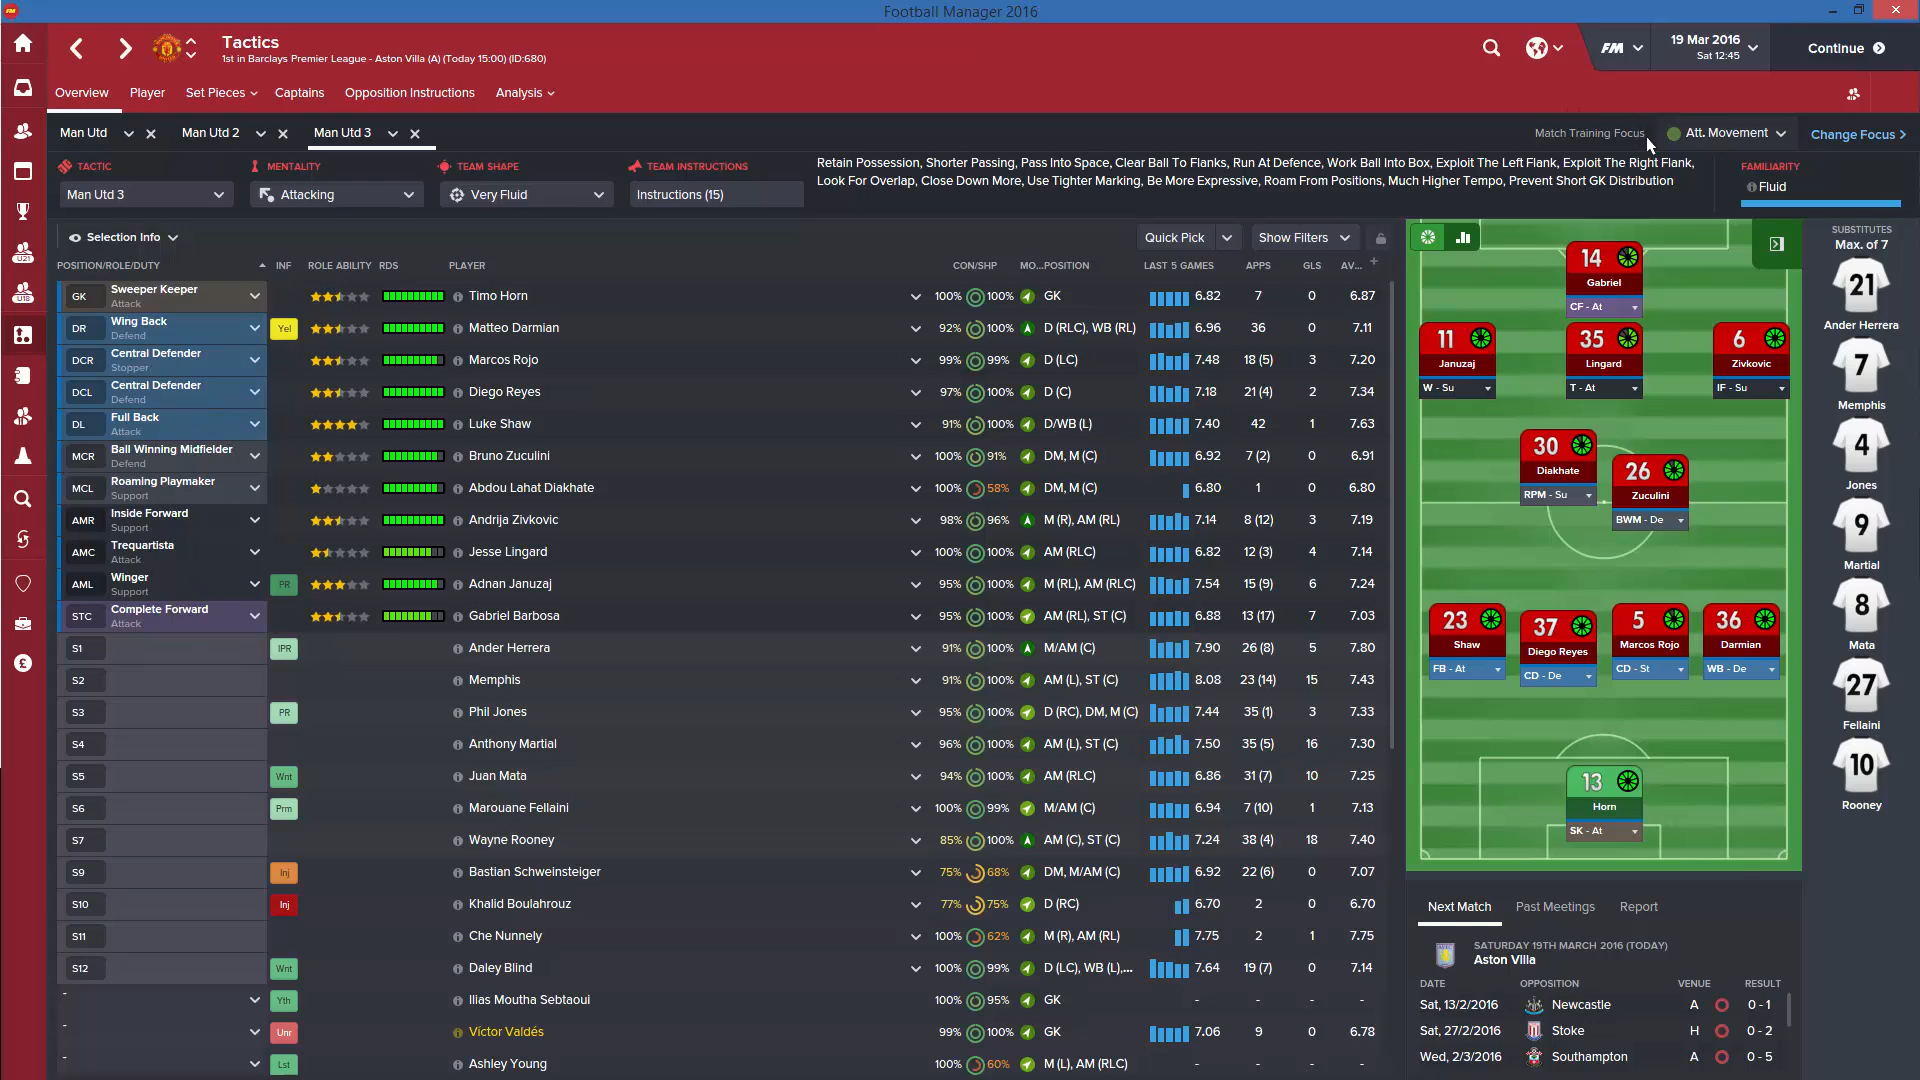 Football Manager 2016
Tactics
1st in Barclays Premier League - Aston Villa (A) (Today 15:00) (ID:680)
FM
19 Mar 2016
Sat 12:45
Continue
Overview Player Set Pieces Captains Opposition Instructions Analysis
Man Utd Man Utd 2 Man Utd 3
Match Training Focus Att. Movement Change Focus >
TACTIC MENTALITY TEAM SHAPE TEAM INSTRUCTIONS
Man Utd 3 Attacking Very Fluid Instructions (15)
Retain Possession, Shorter Passing, Pass Into Space, Clear Ball To Flanks, Run At Defence, Work Ball Into Box, Exploit The Left Flank, Exploit The Right Flank,
Look For Overlap, Close Down More, Use Tighter Marking, Be More Expressive, Roam From Positions, Much Higher Tempo, Prevent Short GK Distribution
FAMILIARITY
Fluid
Selection Info Quick Pick Show Filters
POSITION/ROLE/DUTY INF ROLE ABILITY RDS PLAYER CON/SHP MO... POSITION LAST 5 GAMES APPS GLS AV...
GK Sweeper Keeper Attack Timo Horn 100% 100% GK 6.82 7 0 6.87
DR Wing Back Defend Yel Matteo Darmian 92% 100% D (RLC), WB (RL) 6.96 36 0 7.11
DCR Central Defender Stopper Marcos Rojo 99% 99% D (LC) 7.48 18 (5) 3 7.20
DCL Central Defender Defend Diego Reyes 97% 100% D (C) 7.18 21 (4) 2 7.34
DL Full Back Attack Luke Shaw 91% 100% D/WB (L) 7.40 42 1 7.63
MCR Ball Winning Midfielder Defend Bruno Zuculini 100% 91% DM, M (C) 6.92 7 (2) 0 6.91
MCL Roaming Playmaker Support Abdou Lahat Diakhate 100% 58% DM, M (C) 6.80 1 0 6.80
AMR Inside Forward Support Andrija Zivkovic 98% 96% M (R), AM (RL) 7.14 8 (12) 3 7.19
AMC Trequartista Attack Jesse Lingard 100% 100% AM (RLC) 6.82 12 (3) 4 7.14
AML Winger Support PR Adnan Januzaj 95% 100% M (RL), AM (RLC) 7.54 15 (9) 6 7.24
STC Complete Forward Attack Gabriel Barbosa 95% 100% AM (RL), ST (C) 6.88 13 (17) 7 7.03
S1 IPR Ander Herrera 91% 100% M/AM (C) 7.90 26 (8) 5 7.80
S2 Memphis 91% 100% AM (L), ST (C) 8.08 23 (14) 15 7.43
S3 PR Phil Jones 95% 100% D (RC), DM, M (C) 7.44 35 (1) 3 7.33
S4 Anthony Martial 96% 100% AM (L), ST (C) 7.50 35 (5) 16 7.30
S5 Wnt Juan Mata 94% 100% AM (RLC) 6.86 31 (7) 10 7.25
S6 Prm Marouane Fellaini 100% 99% M/AM (C) 6.94 7 (10) 1 7.13
S7 Wayne Rooney 85% 100% AM (C), ST (C) 7.24 38 (4) 18 7.40
S9 Inj Bastian Schweinsteiger 75% 68% DM, M/AM (C) 6.92 22 (6) 0 7.07
S10 Inj Khalid Boulahrouz 77% 75% D (RC) 6.70 2 0 6.70
S11 Che Nunnely 100% 62% M (R), AM (RL) 7.75 2 1 7.75
S12 Wnt Daley Blind 100% 99% D (LC), WB (L),... 7.64 19 (7) 0 7.14
- Yth Ilias Moutha Sebtaoui 100% 95% GK - - - -
- Unr Víctor Valdés 99% 100% GK 7.06 9 0 6.78
- Lst Ashley Young 100% 60% M (L), AM (RLC) - - - -
14 Gabriel CF - At
11 Januzaj W - Su
35 Lingard T - At
6 Zivkovic IF - Su
30 Diakhate RPM - Su
26 Zuculini BWM - De
23 Shaw FB - At
37 Diego Reyes CD - De
5 Marcos Rojo CD - St
36 Darmian WB - De
13 Horn SK - At
SUBSTITUTES
Max. of 7
21
Ander Herrera
7
Memphis
4
Jones
9
Martial
8
Mata
27
Fellaini
10
Rooney
Next Match Past Meetings Report
SATURDAY 19TH MARCH 2016 (TODAY)
Aston Villa
DATE OPPOSITION VENUE RESULT
Sat, 13/2/2016 Newcastle A 0 - 1
Sat, 27/2/2016 Stoke H 0 - 2
Wed, 2/3/2016 Southampton A 0 - 5
U21
U18